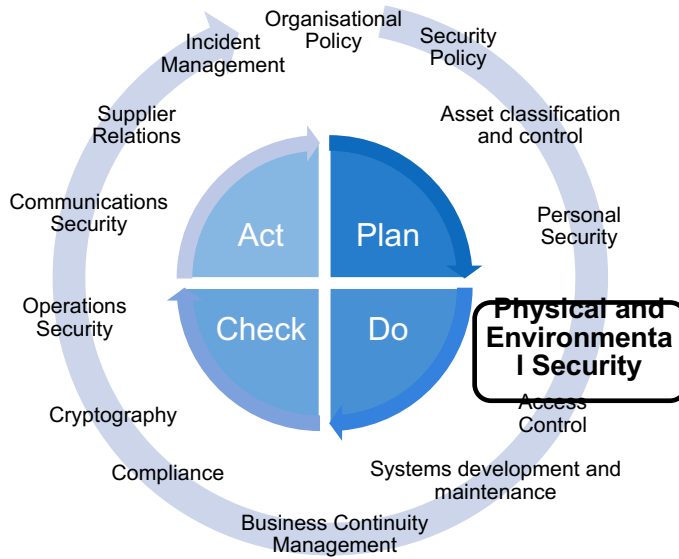 Organisational
Policy
Security
Policy
Asset classification
and control
Personal
Security
Physical and
Environmenta
l Security
Access
Control
Systems development and
maintenance
Business Continuity
Management
Compliance
Cryptography
Operations
Security
Communications
Security
Supplier
Relations
Incident
Management
Act
Plan
Check
Do